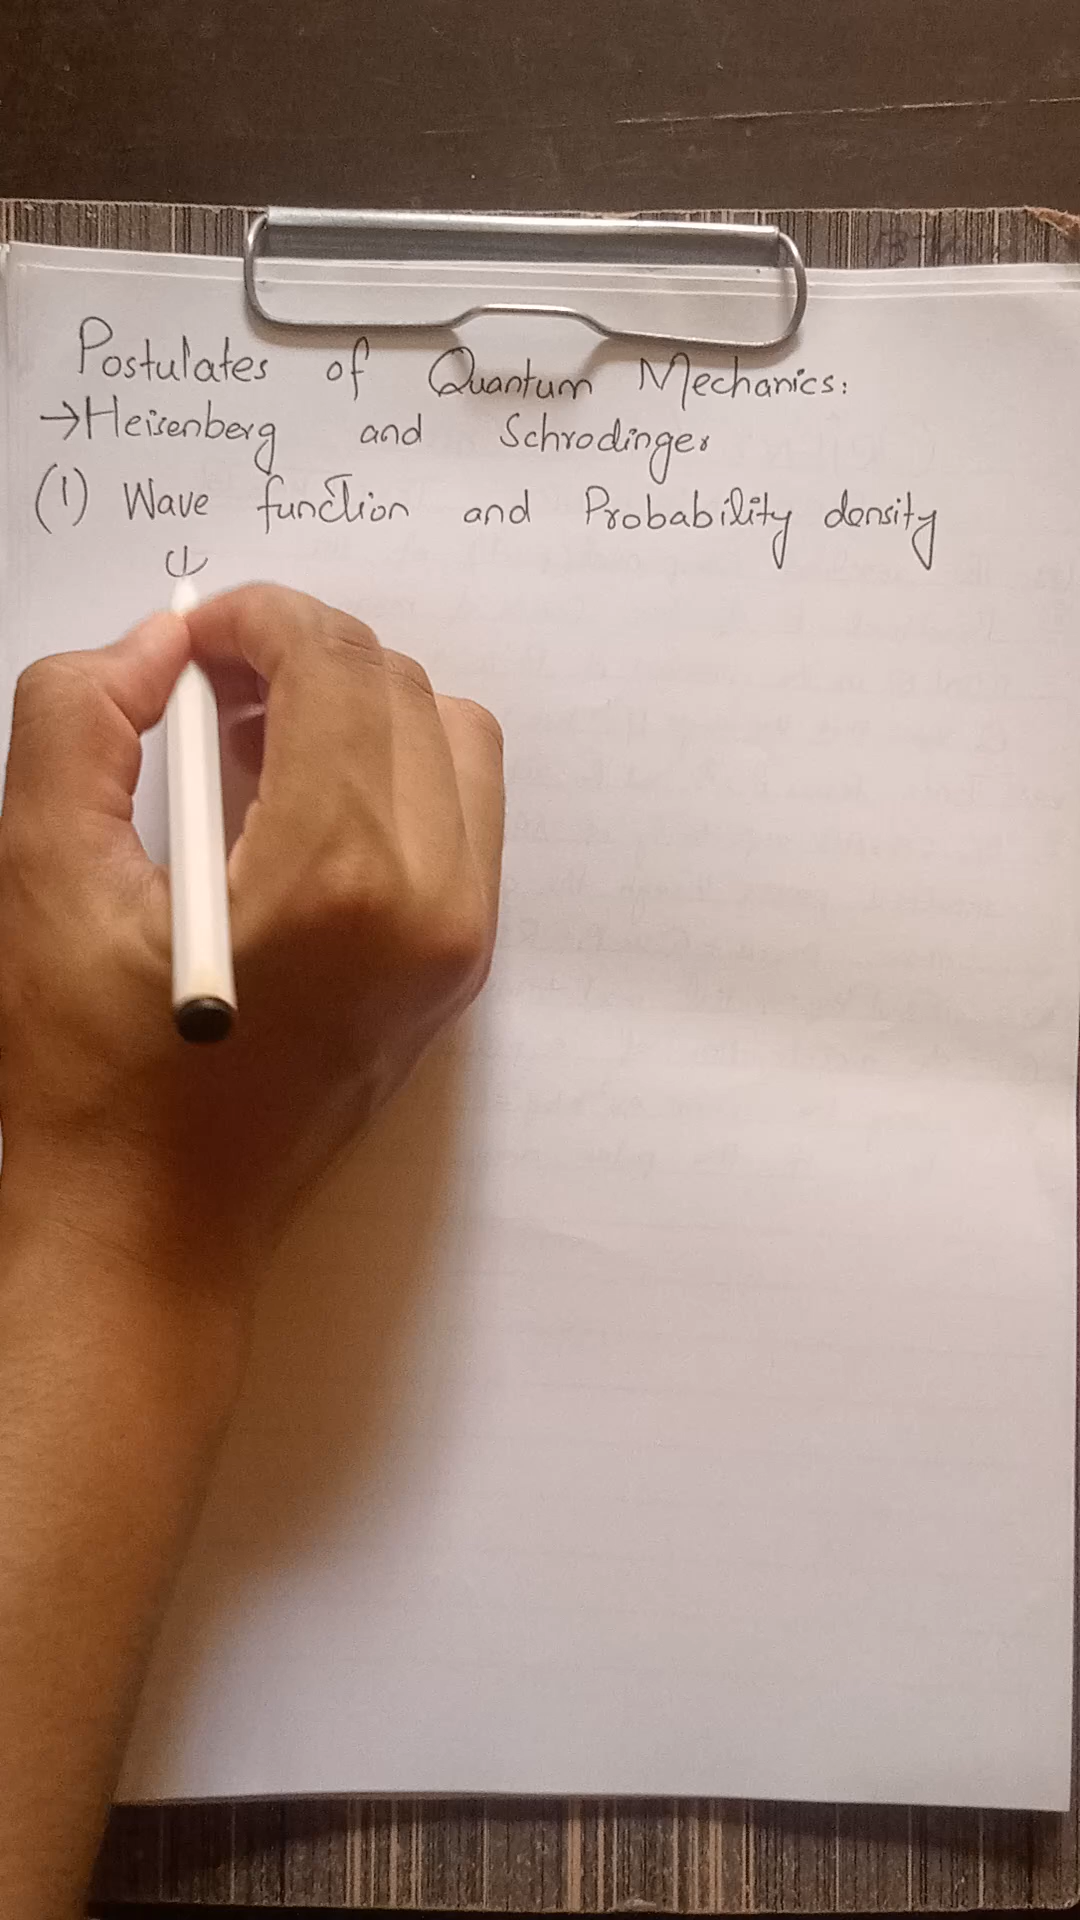 Postulates of Quantum Mechanics:
→Heisenberg and Schrodinger
(1) Wave function and Probability density
ψ